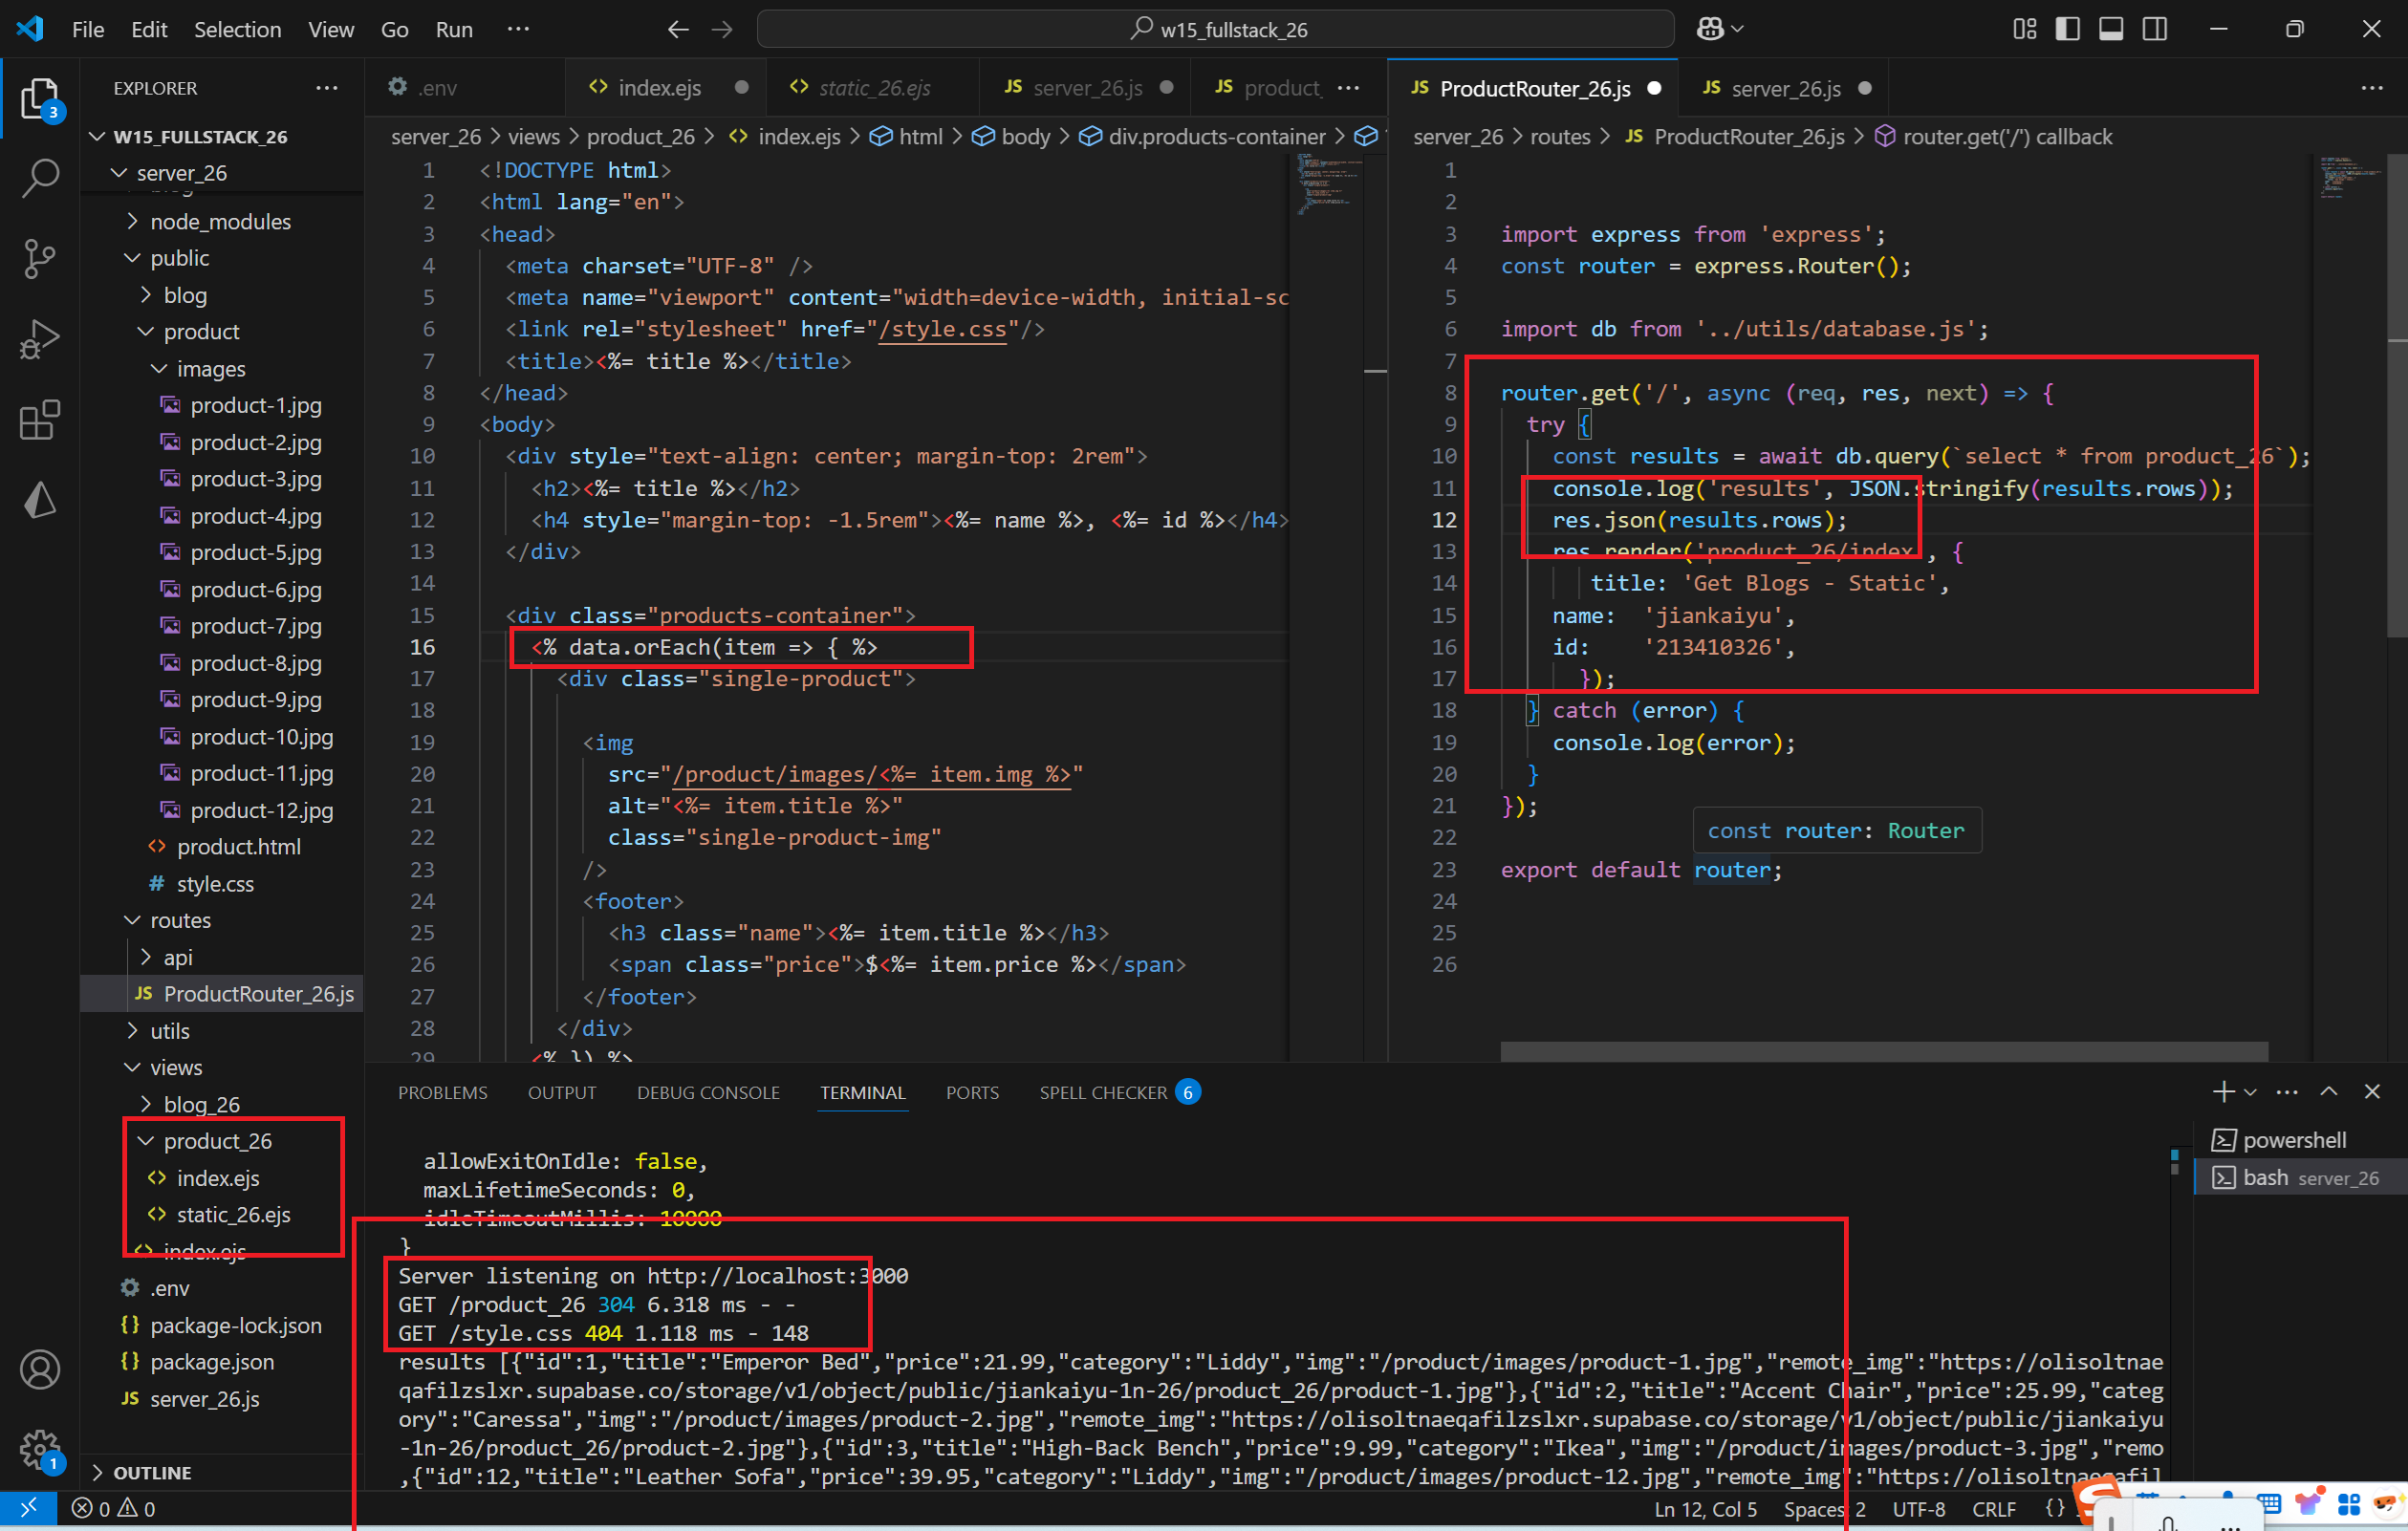 File Edit Selection View Go Run ··· w15_fullstack_26
EXPLORER ···
3
W15_FULLSTACK_26
server_26
node_modules
public
blog
product
images
product-1.jpg
product-2.jpg
product-3.jpg
product-4.jpg
product-5.jpg
product-6.jpg
product-7.jpg
product-8.jpg
product-9.jpg
product-10.jpg
product-11.jpg
product-12.jpg
product.html
# style.css
routes
api
JS ProductRouter_26.js
utils
views
blog_26
product_26
index.ejs
static_26.ejs
index.ejs
.env
{} package-lock.json
{} package.json
JS server_26.js
OUTLINE
1
.env index.ejs static_26.ejs JS server_26.js JS product_ ···
server_26 > views > product_26 > index.ejs > html > body > div.products-container >
1 <!DOCTYPE html>
2 <html lang="en">
3 <head>
4 <meta charset="UTF-8" />
5 <meta name="viewport" content="width=device-width, initial-sc
6 <link rel="stylesheet" href="/style.css"/>
7 <title><%= title %></title>
8 </head>
9 <body>
10 <div style="text-align: center; margin-top: 2rem">
11 <h2><%= title %></h2>
12 <h4 style="margin-top: -1.5rem"><%= name %>, <%= id %></h4>
13 </div>
14
15 <div class="products-container">
16 <% data.orEach(item => { %>
17 <div class="single-product">
18
19 <img
20 src="/product/images/<%= item.img %>"
21 alt="<%= item.title %>"
22 class="single-product-img"
23 />
24 <footer>
25 <h3 class="name"><%= item.title %></h3>
26 <span class="price">$<%= item.price %></span>
27 </footer>
28 </div>
29 <% }) %>
JS ProductRouter_26.js JS server_26.js ···
server_26 > routes > JS ProductRouter_26.js > router.get('/') callback
1
2
3 import express from 'express';
4 const router = express.Router();
5
6 import db from '../utils/database.js';
7
8 router.get('/', async (req, res, next) => {
9 try {
10 const results = await db.query(`select * from product_26`);
11 console.log('results', JSON.stringify(results.rows));
12 res.json(results.rows);
13 res.render('product_26/index', {
14 title: 'Get Blogs - Static',
15 name: 'jiankaiyu',
16 id: '213410326',
17 });
18 } catch (error) {
19 console.log(error);
20 }
21 });
22
const router: Router
23 export default router;
24
25
26
PROBLEMS OUTPUT DEBUG CONSOLE TERMINAL PORTS SPELL CHECKER 6
allowExitOnIdle: false,
maxLifetimeSeconds: 0,
idleTimeoutMillis: 10000
}
Server listening on http://localhost:3000
GET /product_26 304 6.318 ms - -
GET /style.css 404 1.118 ms - 148
results [{"id":1,"title":"Emperor Bed","price":21.99,"category":"Liddy","img":"/product/images/product-1.jpg","remote_img":"https://olisoltnae
qafilzslxr.supabase.co/storage/v1/object/public/jiankaiyu-1n-26/product_26/product-1.jpg"},{"id":2,"title":"Accent Chair","price":25.99,"categ
ory":"Caressa","img":"/product/images/product-2.jpg","remote_img":"https://olisoltnaeqafilzslxr.supabase.co/storage/v1/object/public/jiankaiyu
-1n-26/product_26/product-2.jpg"},{"id":3,"title":"High-Back Bench","price":9.99,"category":"Ikea","img":"/product/images/product-3.jpg","remo
,{"id":12,"title":"Leather Sofa","price":39.95,"category":"Liddy","img":"/product/images/product-12.jpg","remote_img":"https://olisoltnaeqafil
powershell
bash server_26
0 0 Ln 12, Col 5 Spaces: 2 UTF-8 CRLF {}